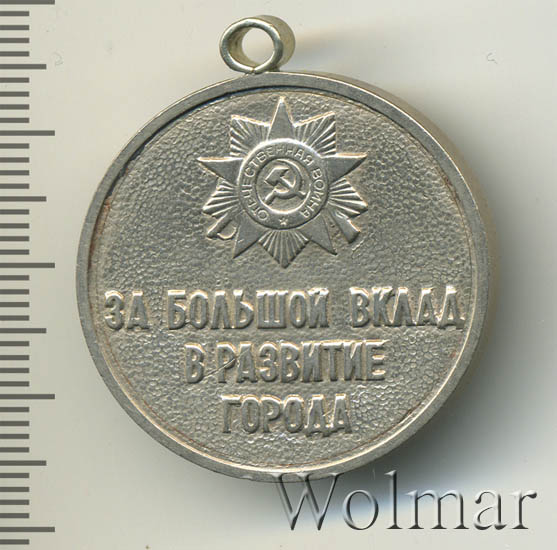 ОТЕЧЕСТВЕННАЯ ВОЙНА
ЗА БОЛЬШОЙ ВКЛАД
В РАЗВИТИЕ
ГОРОДА
Wolmar